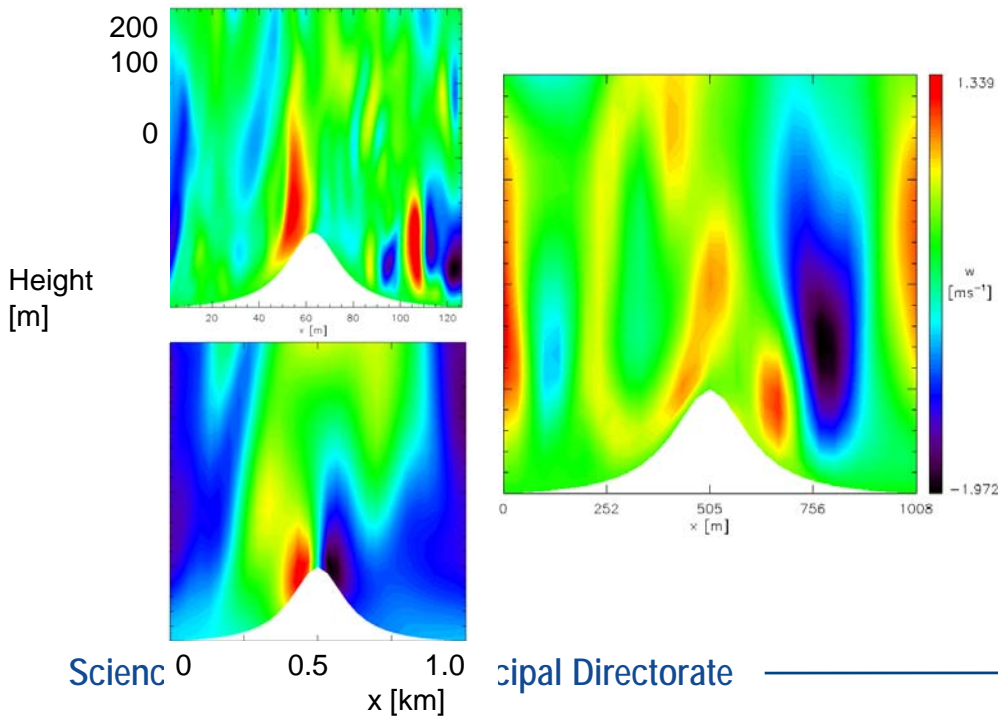 200
100
0
Height
[m]
20 40 60 80 100 120
x [m]
1.339
w
[ms⁻¹]
−1.972
0 252 505 756 1008
x [m]
0 0.5 1.0
x [km]
Scienc cipal Directorate